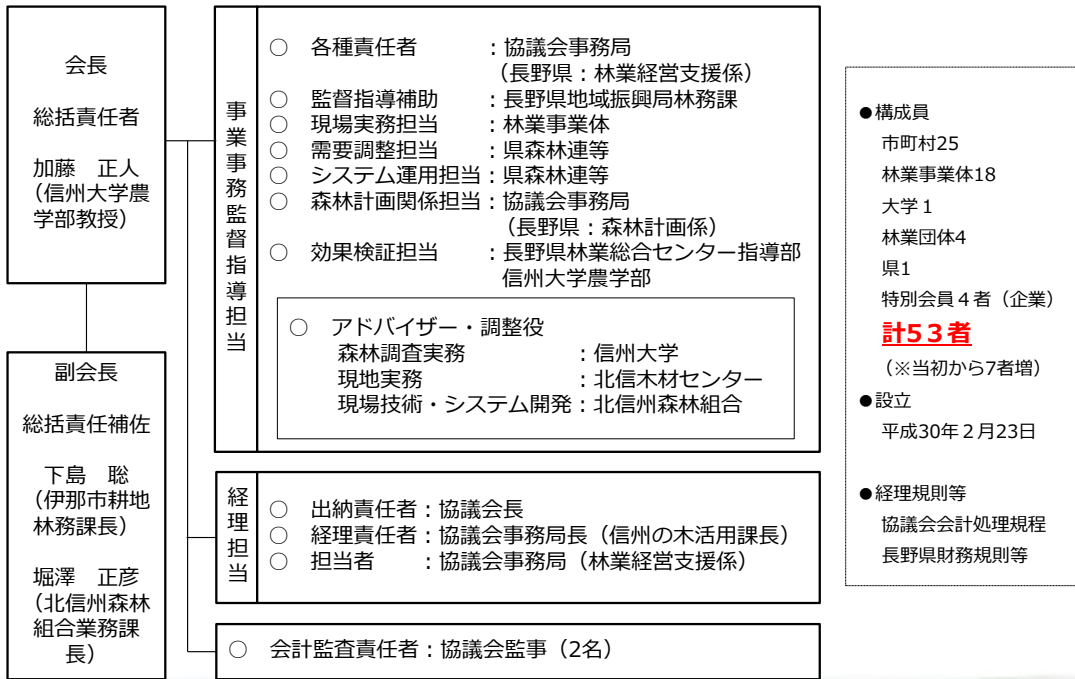 会長
総括責任者
加藤　正人
（信州大学農
学部教授）
副会長
総括責任補佐
下島　聡
（伊那市耕地
林務課長）
堀澤　正彦
（北信州森林
組合業務課
長）
事業事務監督指導担当
○　各種責任者　　　：協議会事務局
（長野県：林業経営支援係）
○　監督指導補助　　：長野県地域振興局林務課
○　現場実務担当　　：林業事業体
○　需要調整担当　　：県森林連等
○　システム運用担当：県森林連等
○　森林計画関係担当：協議会事務局
（長野県：森林計画係）
○　効果検証担当　　：長野県林業総合センター指導部
信州大学農学部
○　アドバイザー・調整役
森林調査実務　　　　　：信州大学
現地実務　　　　　　　：北信木材センター
現場技術・システム開発：北信州森林組合
経理担当
○　出納責任者：協議会長
○　経理責任者：協議会事務局長（信州の木活用課長）
○　担当者　　：協議会事務局（林業経営支援係）
○　会計監査責任者：協議会監事（2名）
●構成員
市町村25
林業事業体18
大学１
林業団体4
県1
特別会員４者（企業）
計53者
（※当初から7者増）
●設立
平成30年２月23日
●経理規則等
協議会会計処理規程
長野県財務規則等